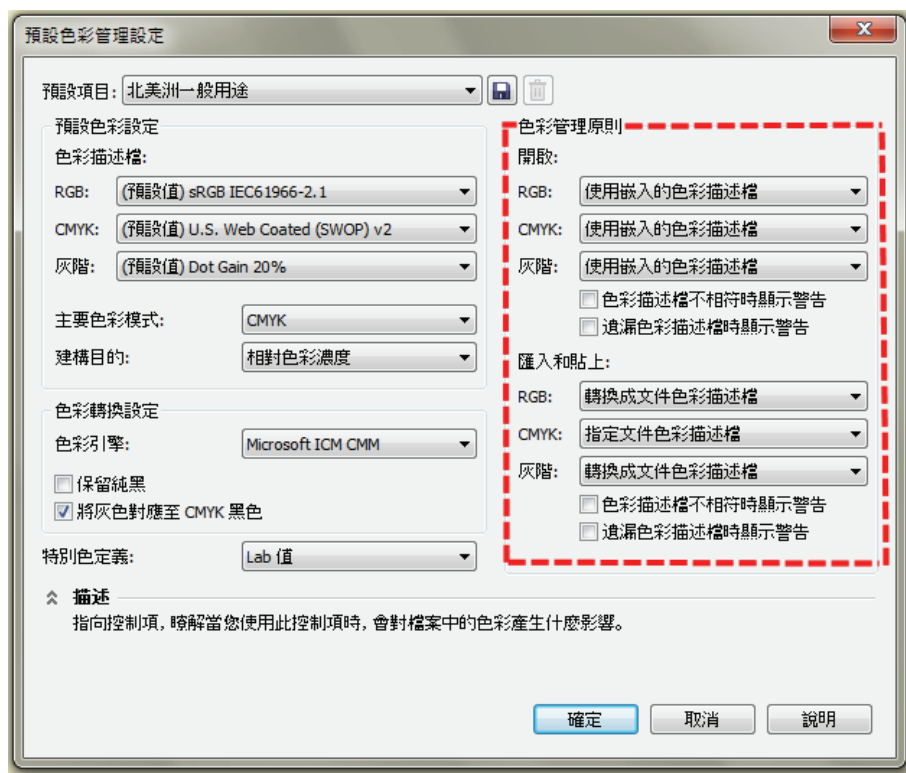 預設色彩管理設定
預設項目: 北美洲一般用途
預設色彩設定
色彩描述檔:
RGB: (預設值) sRGB IEC61966-2.1
CMYK: (預設值) U.S. Web Coated (SWOP) v2
灰階: (預設值) Dot Gain 20%
主要色彩模式: CMYK
建構目的: 相對色彩濃度
色彩轉換設定
色彩引擎: Microsoft ICM CMM
保留純黑
將灰色對應至 CMYK 黑色
特別色定義: Lab 值
色彩管理原則
開啟:
RGB: 使用嵌入的色彩描述檔
CMYK: 使用嵌入的色彩描述檔
灰階: 使用嵌入的色彩描述檔
色彩描述檔不相符時顯示警告
遺漏色彩描述檔時顯示警告
匯入和貼上:
RGB: 轉換成文件色彩描述檔
CMYK: 指定文件色彩描述檔
灰階: 轉換成文件色彩描述檔
色彩描述檔不相符時顯示警告
遺漏色彩描述檔時顯示警告
描述
指向控制項, 瞭解當您使用此控制項時, 會對檔案中的色彩產生什麼影響。
確定 取消 說明